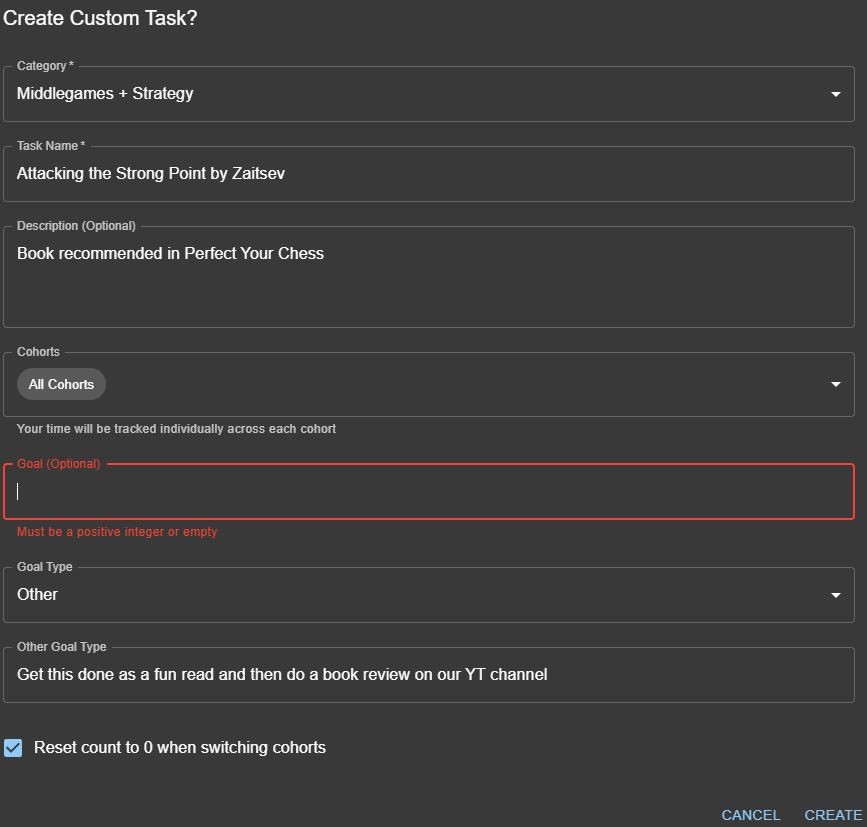 Create Custom Task?
Category *
Middlegames + Strategy
Task Name *
Attacking the Strong Point by Zaitsev
Description (Optional)
Book recommended in Perfect Your Chess
Cohorts
All Cohorts
Your time will be tracked individually across each cohort
Goal (Optional)
Must be a positive integer or empty
Goal Type
Other
Other Goal Type
Get this done as a fun read and then do a book review on our YT channel
Reset count to 0 when switching cohorts
CANCEL CREATE